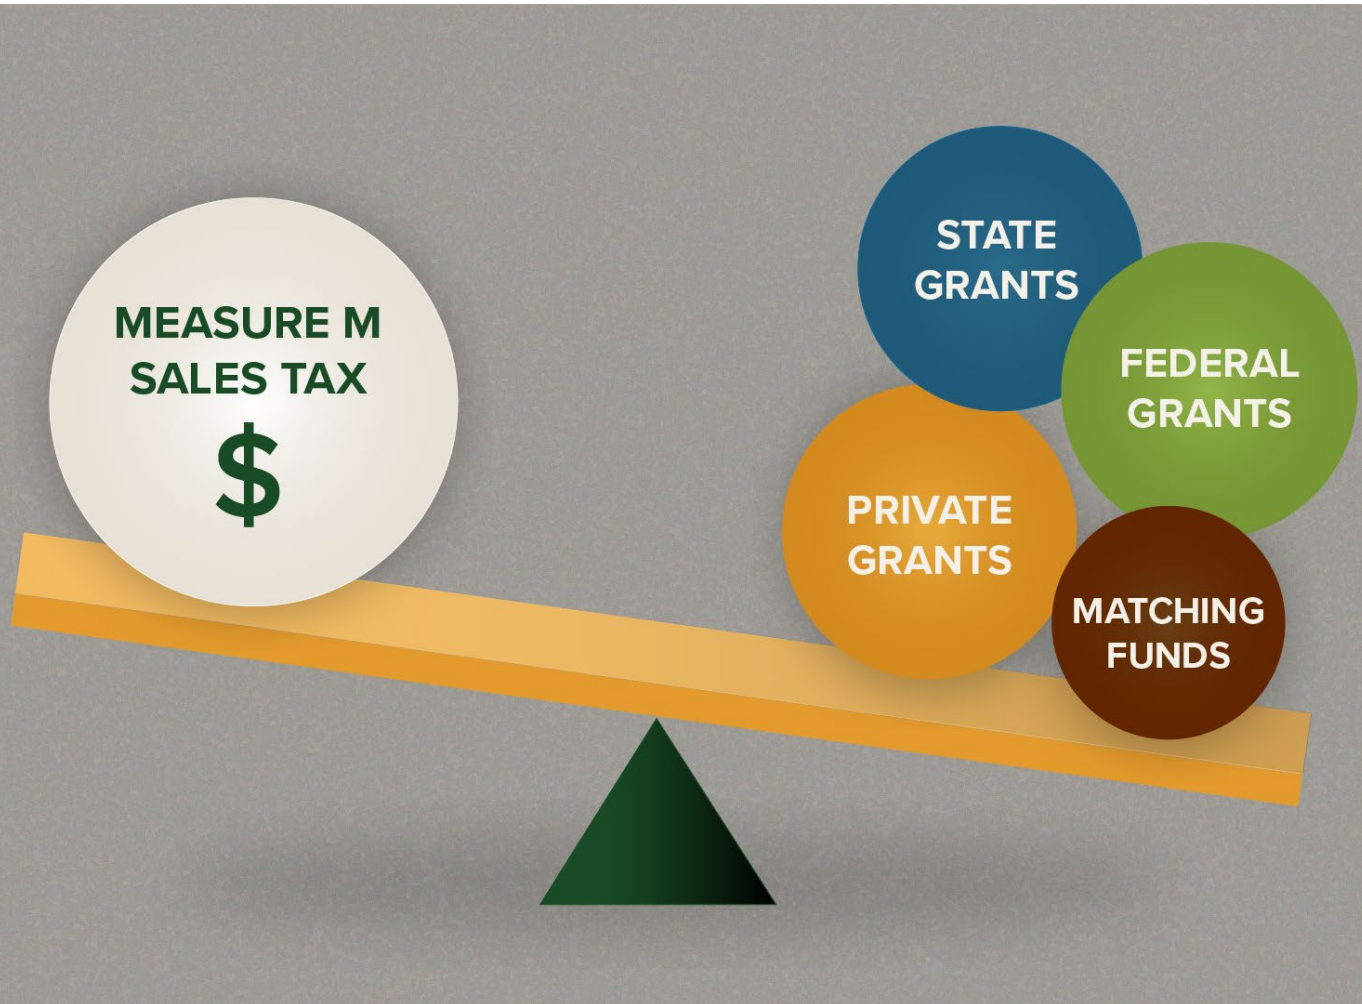 MEASURE M
SALES TAX
$
STATE
GRANTS
FEDERAL
GRANTS
PRIVATE
GRANTS
MATCHING
FUNDS